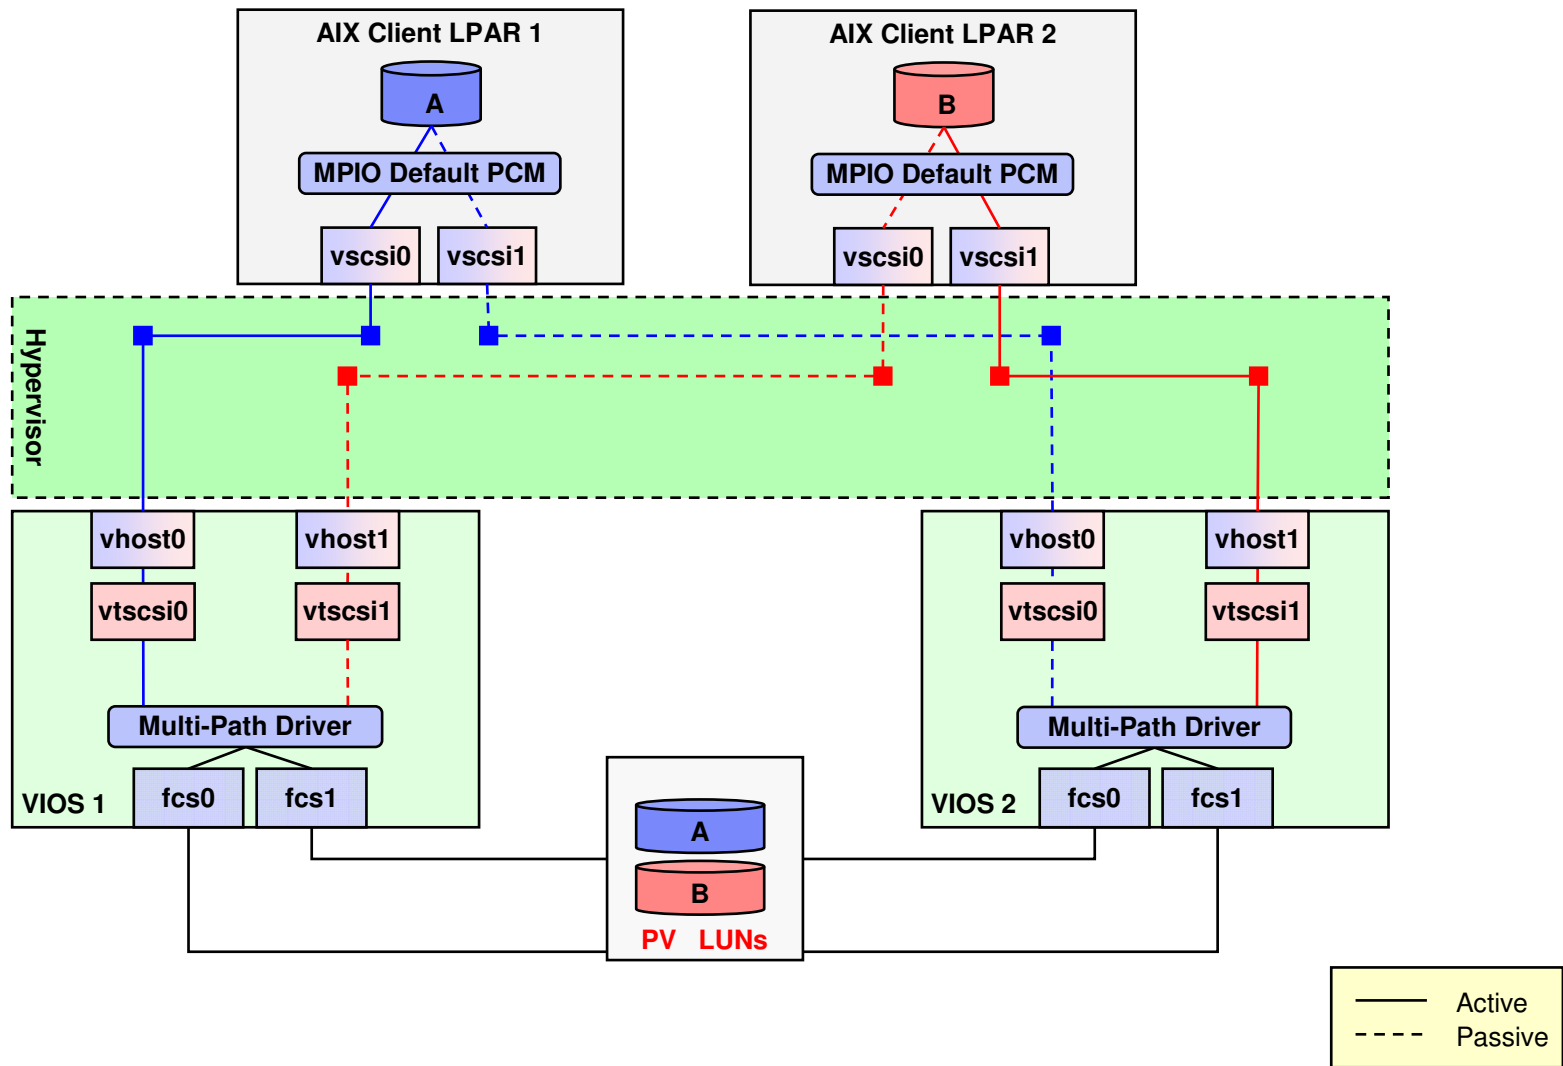 AIX Client LPAR 1
AIX Client LPAR 2
A
B
MPIO Default PCM
MPIO Default PCM
vscsi0
vscsi1
vscsi0
vscsi1
Hypervisor
vhost0
vhost1
vhost0
vhost1
vtscsi0
vtscsi1
vtscsi0
vtscsi1
Multi-Path Driver
Multi-Path Driver
VIOS 1
fcs0
fcs1
VIOS 2
fcs0
fcs1
A
B
PV LUNs
Active
Passive